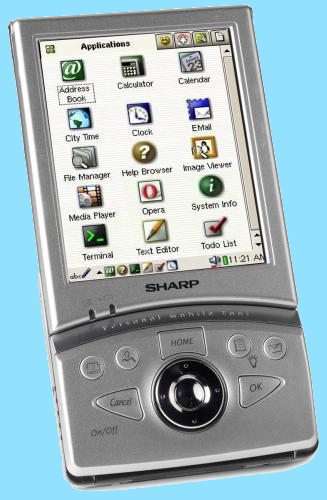 Applications
Address Book
Calculator
Calendar
City Time
Clock
EMail
File Manager
Help Browser
Image Viewer
Media Player
Opera
System Info
Terminal
Text Editor
Todo List
abc
11:21 AM
SHARP
Personal Mobile Tool
HOME
Cancel
OK
On/Off